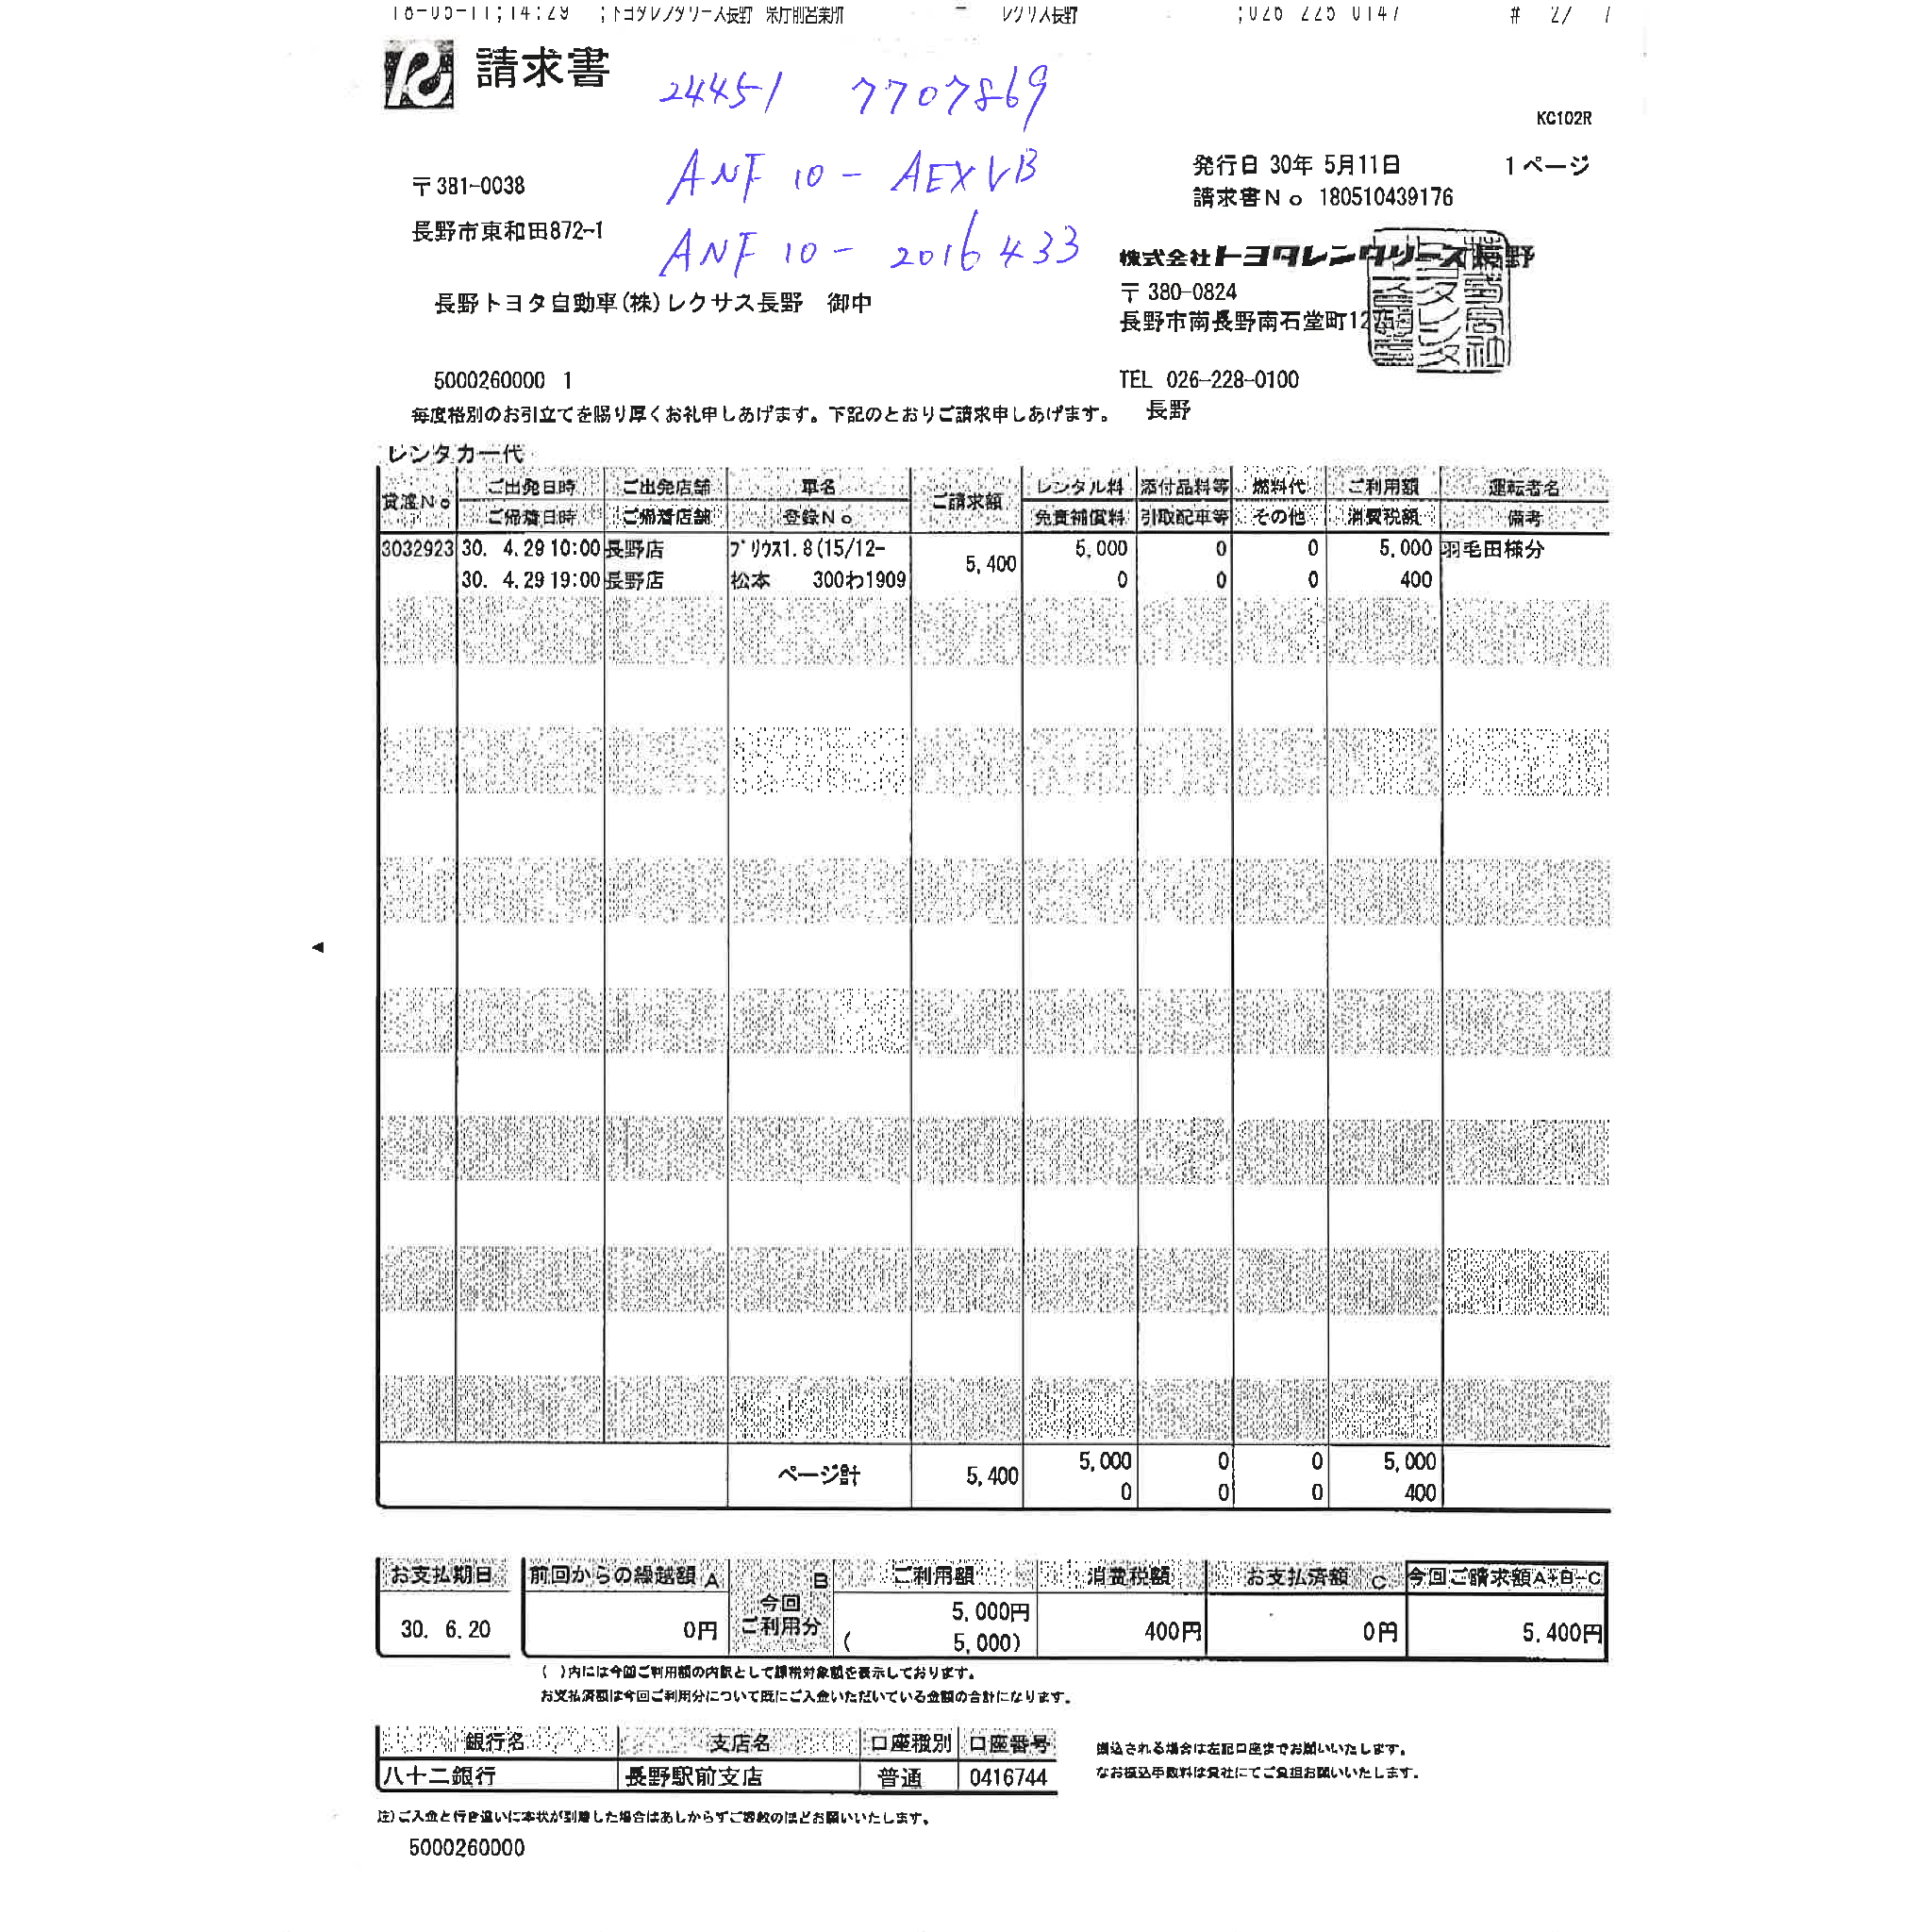 18-05-11;14:29 ;トヨタレンタリース長野 県庁前営業所 レクサス長野 ;026 225 0147 # 2/ 7
請求書
24451 7707869
KC102R
ANF10-AEXVB
発行日 30年 5月11日 1 ページ
〒381-0038
請求書No 180510439176
長野市東和田872-1
ANF10-2016433
株式会社トヨタレンタリース長野
〒380-0824
長野トヨタ自動車(株)レクサス長野 御中
長野市南長野南石堂町12
5000260000 1
TEL 026-228-0100
毎度格別のお引立てを賜り厚くお礼申しあげます。下記のとおりご請求申しあげます。
長野
レンタカー代
貸渡No ご出発日時 ご出発店舗 車名 ご請求額 レンタル料 添付品料等 燃料代 ご利用額 運転者名
ご帰着日時 ご帰着店舗 登録No 免責補償料 引取配車等 その他 消費税額 備考
3032923 30. 4.29 10:00 長野店 プリウス1.8(15/12- 5,400 5,000 0 0 5,000 羽毛田様分
30. 4.29 19:00 長野店 松本 300わ1909 0 0 0 400
ページ計 5,400 5,000 0 0 5,000
0 0 0 400
お支払期日 前回からの繰越額 A 今回ご利用分 B ご利用額 消費税額 お支払済額 C 今回ご請求額A+B-C
30. 6.20 0円 5,000円 400円 0円 5,400円
( 5,000)
( )内には今回ご利用額の内訳として課税対象額を表示しております。
お支払済額は今回ご利用分について既にご入金いただいている金額の合計になります。
銀行名 支店名 口座種別 口座番号
八十二銀行 長野駅前支店 普通 0416744
振込される場合は左記口座までお願いいたします。
なお振込手数料は貴社にてご負担お願いいたします。
注)ご入金と行き違いに本状が到着した場合はあしからずご容赦のほどお願いいたします。
5000260000